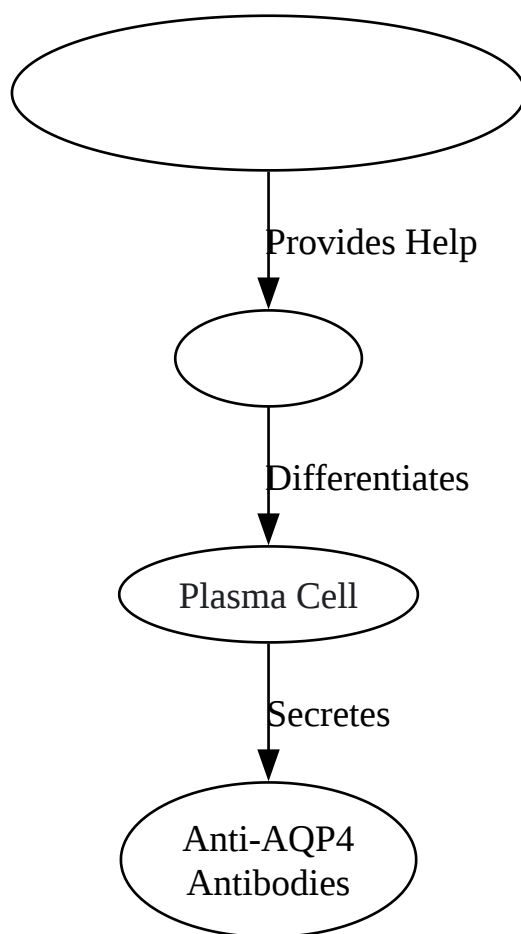 Provides Help
Differentiates
Plasma Cell
Secretes
Anti-AQP4
Antibodies